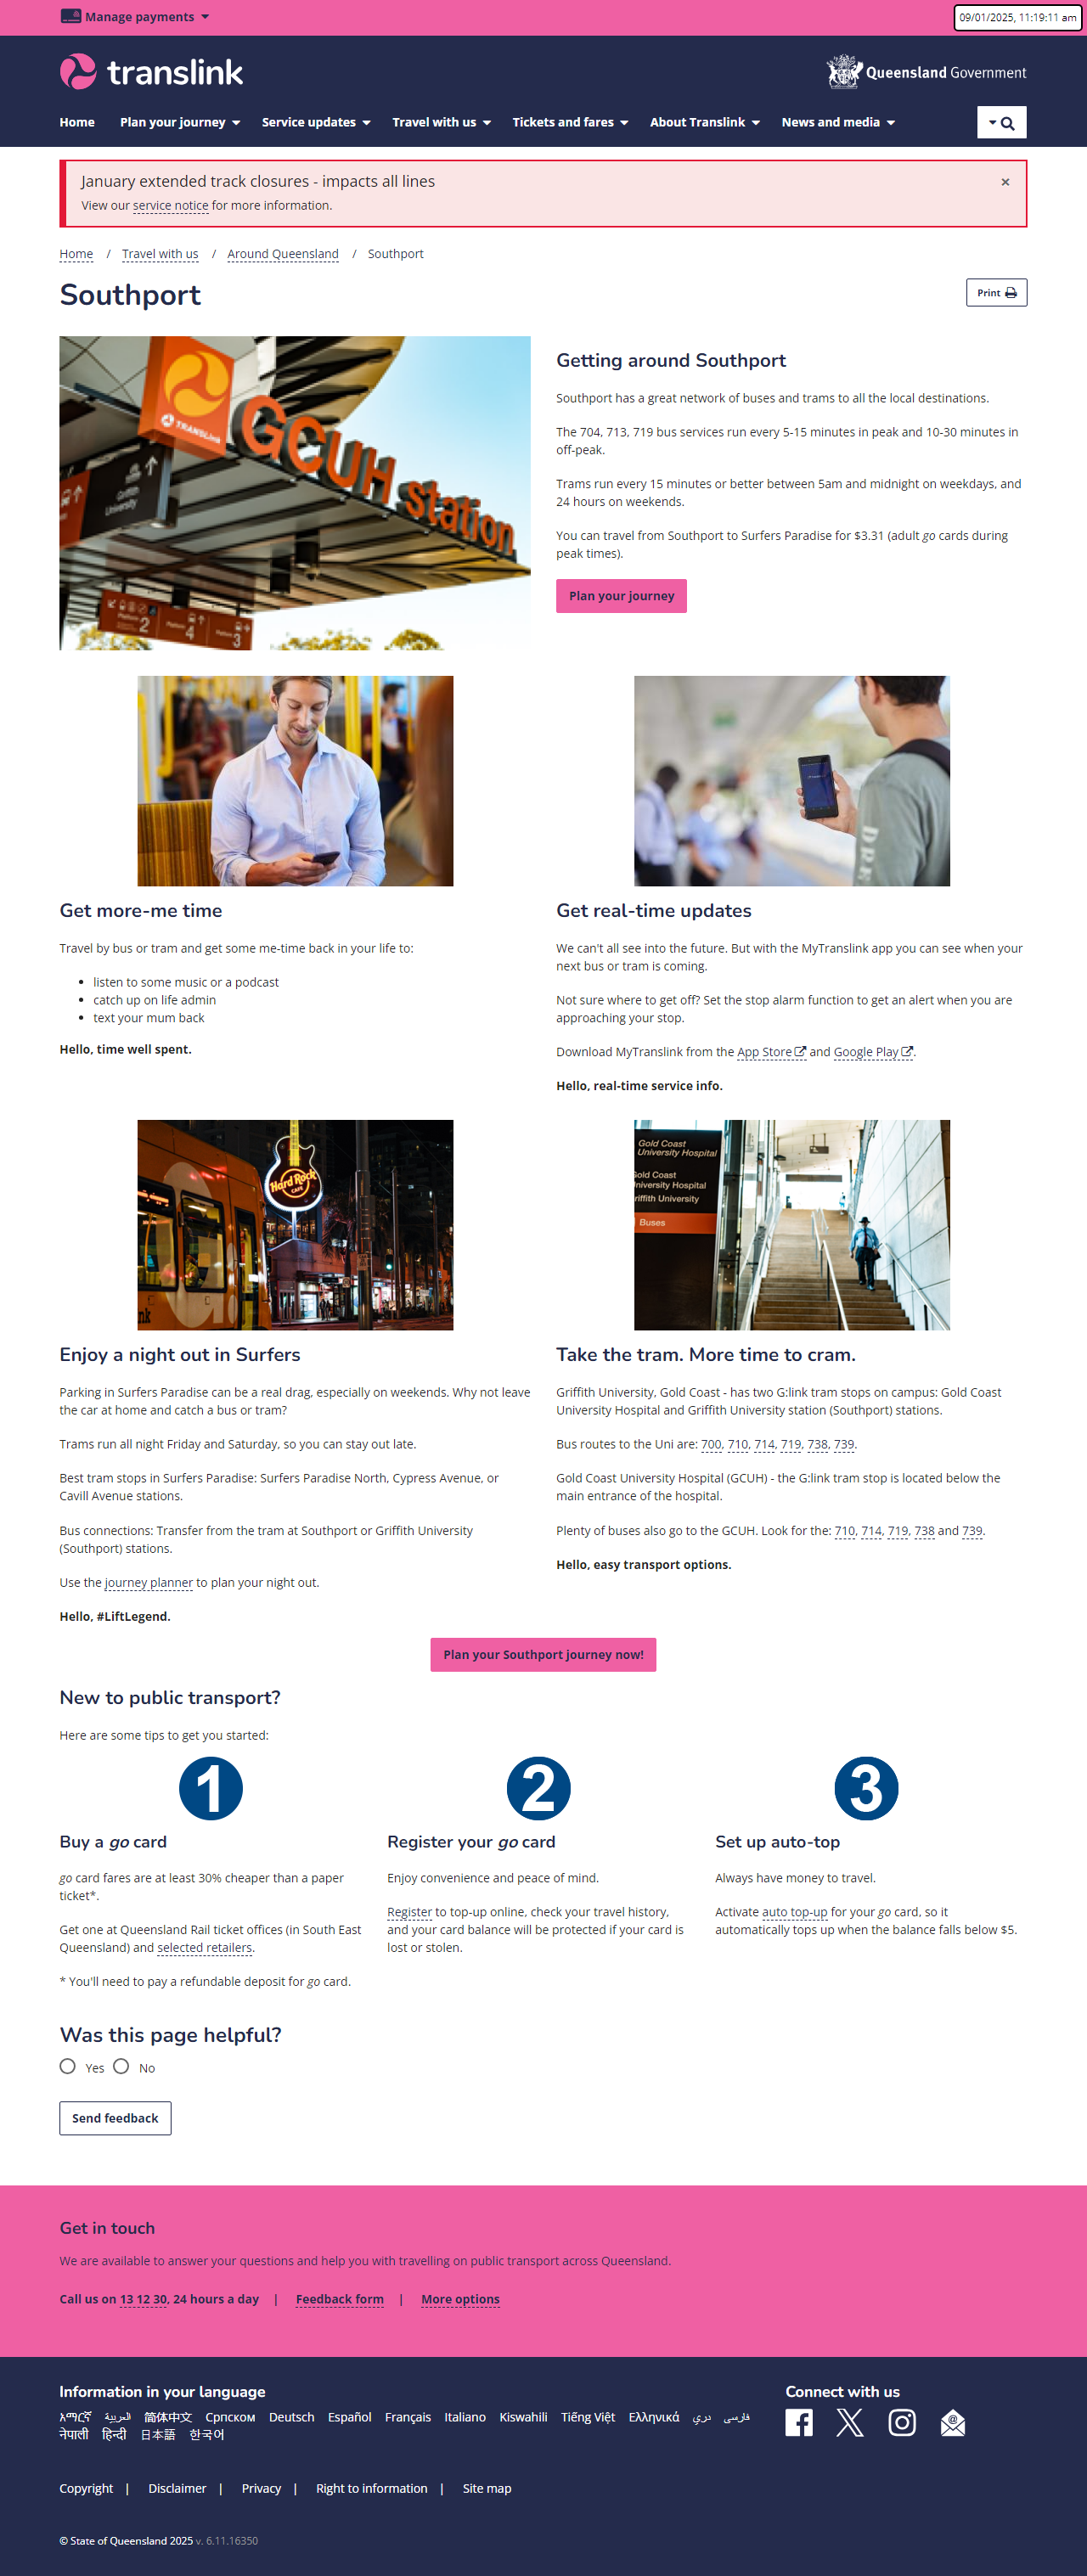 Manage payments
09/01/2025, 11:19:11 am
translink
Queensland Government
Home Plan your journey Service updates Travel with us Tickets and fares About Translink News and media
January extended track closures - impacts all lines
×
View our service notice for more information.
Home / Travel with us / Around Queensland / Southport
Southport
Print
TRANSLink
GCUH station
University
Platform 2
Platform 4
Platform 3
Getting around Southport
Southport has a great network of buses and trams to all the local destinations.
The 704, 713, 719 bus services run every 5-15 minutes in peak and 10-30 minutes in
off-peak.
Trams run every 15 minutes or better between 5am and midnight on weekdays, and
24 hours on weekends.
You can travel from Southport to Surfers Paradise for $3.31 (adult go cards during
peak times).
Plan your journey
Get more-me time
Travel by bus or tram and get some me-time back in your life to:
• listen to some music or a podcast
• catch up on life admin
• text your mum back
Hello, time well spent.
Get real-time updates
We can't all see into the future. But with the MyTranslink app you can see when your
next bus or tram is coming.
Not sure where to get off? Set the stop alarm function to get an alert when you are
approaching your stop.
Download MyTranslink from the App Store and Google Play.
Hello, real-time service info.
Hard Rock
CAFE
Enjoy a night out in Surfers
Parking in Surfers Paradise can be a real drag, especially on weekends. Why not leave
the car at home and catch a bus or tram?
Trams run all night Friday and Saturday, so you can stay out late.
Best tram stops in Surfers Paradise: Surfers Paradise North, Cypress Avenue, or
Cavill Avenue stations.
Bus connections: Transfer from the tram at Southport or Griffith University
(Southport) stations.
Use the journey planner to plan your night out.
Hello, #LiftLegend.
Gold Coast
University Hospital
Gold Coast
University Hospital
Griffith University
Buses
Take the tram. More time to cram.
Griffith University, Gold Coast - has two G:link tram stops on campus: Gold Coast
University Hospital and Griffith University station (Southport) stations.
Bus routes to the Uni are: 700, 710, 714, 719, 738, 739.
Gold Coast University Hospital (GCUH) - the G:link tram stop is located below the
main entrance of the hospital.
Plenty of buses also go to the GCUH. Look for the: 710, 714, 719, 738 and 739.
Hello, easy transport options.
Plan your Southport journey now!
New to public transport?
Here are some tips to get you started:
1
Buy a go card
go card fares are at least 30% cheaper than a paper
ticket*.
Get one at Queensland Rail ticket offices (in South East
Queensland) and selected retailers.
* You'll need to pay a refundable deposit for go card.
2
Register your go card
Enjoy convenience and peace of mind.
Register to top-up online, check your travel history,
and your card balance will be protected if your card is
lost or stolen.
3
Set up auto-top
Always have money to travel.
Activate auto top-up for your go card, so it
automatically tops up when the balance falls below $5.
Was this page helpful?
Yes No
Send feedback
Get in touch
We are available to answer your questions and help you with travelling on public transport across Queensland.
Call us on 13 12 30, 24 hours a day | Feedback form | More options
Information in your language
አማርኛ العربية 简体中文 Српском Deutsch Español Français Italiano Kiswahili Tiếng Việt Ελληνικά دري فارسی
नेपाली हिन्दी 日本語 한국어
Connect with us
Copyright | Disclaimer | Privacy | Right to information | Site map
© State of Queensland 2025 v. 6.11.16350